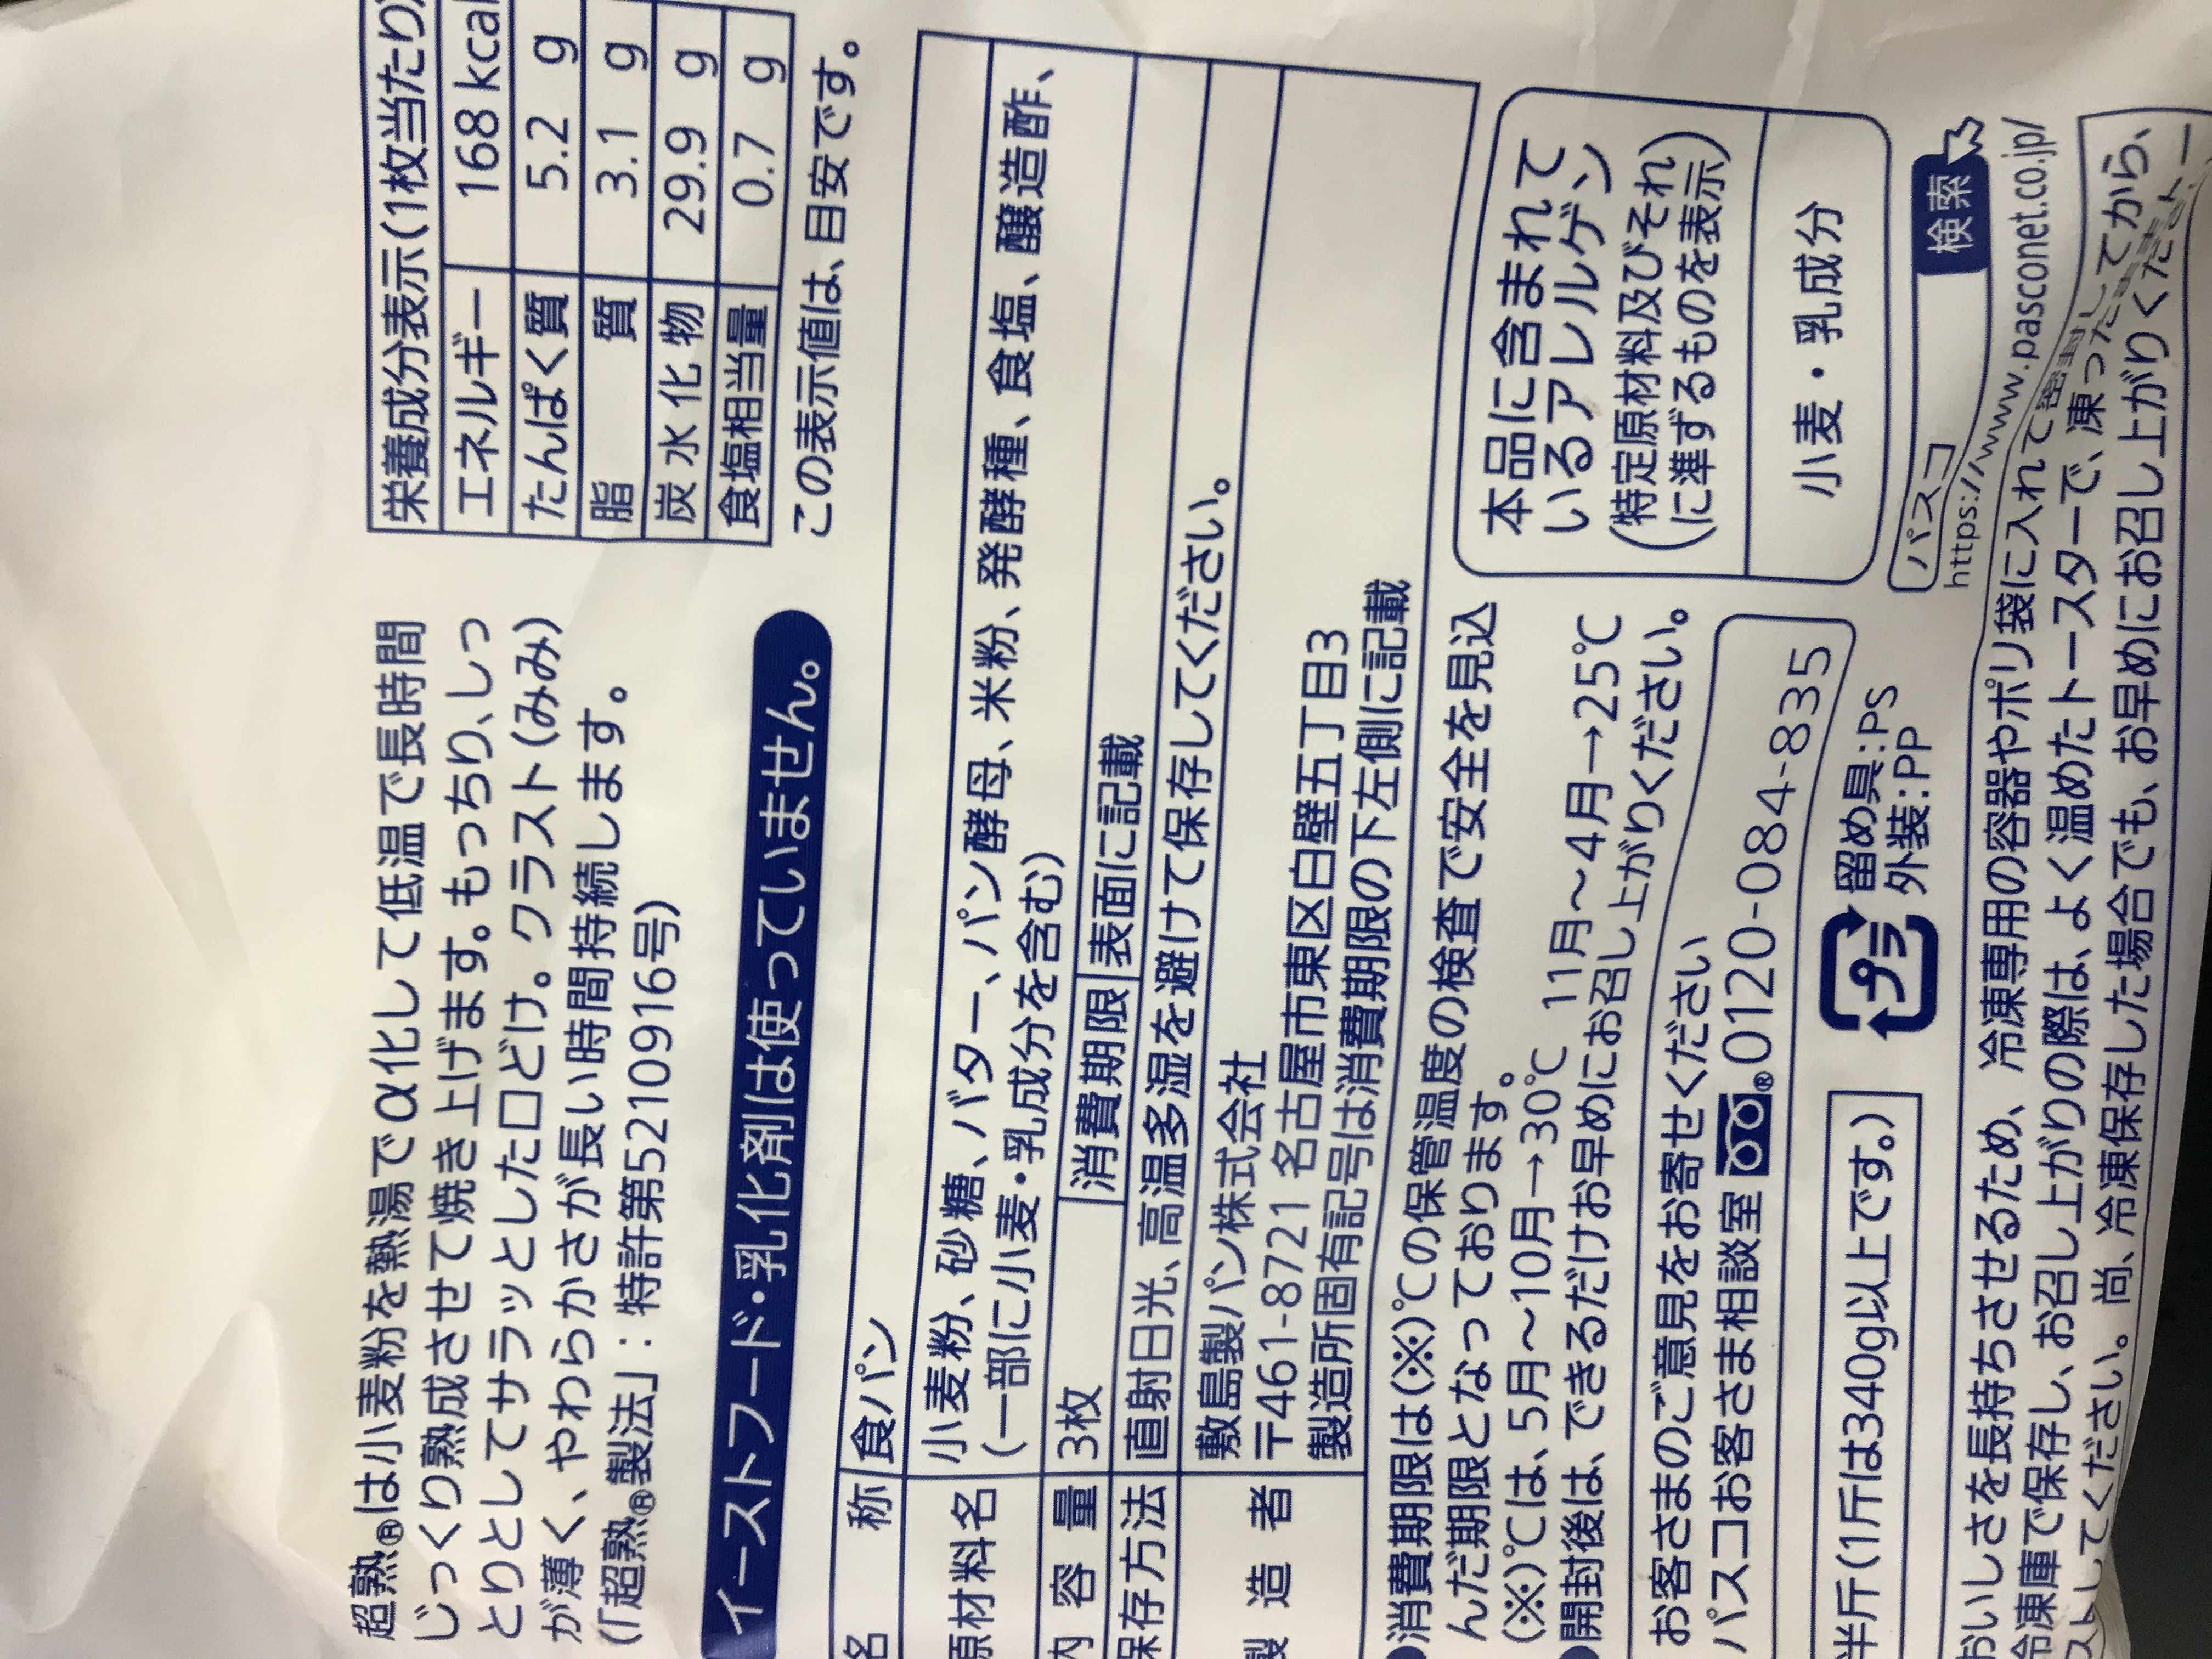 超熟®は小麦粉を熱湯でα化して低温で長時間
じっくり熟成させて焼き上げます。もっちり、しっ
とりとしてサラッとした口どけ。クラスト(みみ)
が薄く、やわらかさが長い時間持続します。
(「超熟®製法」:特許第5210916号)
栄養成分表示(1枚当たり)
エネルギー 168 kcal
たんぱく質 5.2 g
脂質 3.1 g
炭水化物 29.9 g
食塩相当量 0.7 g
この表示値は、目安です。
イーストフード・乳化剤は使っていません。
名称 食パン
原材料名 小麦粉、砂糖、バター、パン酵母、米粉、発酵種、食塩、醸造酢、
(一部に小麦・乳成分を含む)
内容量 3枚 消費期限 表面に記載
保存方法 直射日光、高温多湿を避けて保存してください。
製造者 敷島製パン株式会社
〒461-8721 名古屋市東区白壁五丁目3
製造所固有記号は消費期限の下左側に記載
●消費期限は(※)℃の保管温度の検査で安全を見込
んだ期限となっております。
(※)℃は、5月～10月→30℃ 11月～4月→25℃
●開封後は、できるだけお早めにお召し上がりください。
本品に含まれて
いるアレルゲン
(特定原材料及びそれ
に準ずるものを表示)
小麦・乳成分
お客さまのご意見をお寄せください
パスコお客さま相談室 ®0120-084-835
パスコ 検索
https://www.pasconet.co.jp/
半斤(1斤は340g以上です。)
プラ 留め具:PS
外装:PP
おいしさを長持ちさせるため、冷凍専用の容器やポリ袋に入れて密封してから、
冷凍庫で保存し、お召し上がりの際は、よく温めたトースターで、凍ったまま
ストしてください。尚、冷凍保存した場合でも、お早めにお召し上がりくだ